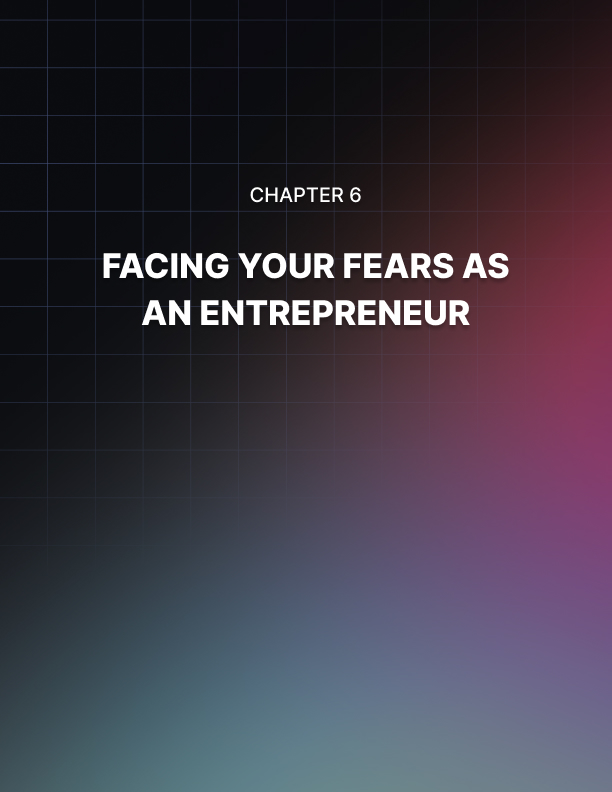 CHAPTER 6
FACING YOUR FEARS AS
AN ENTREPRENEUR